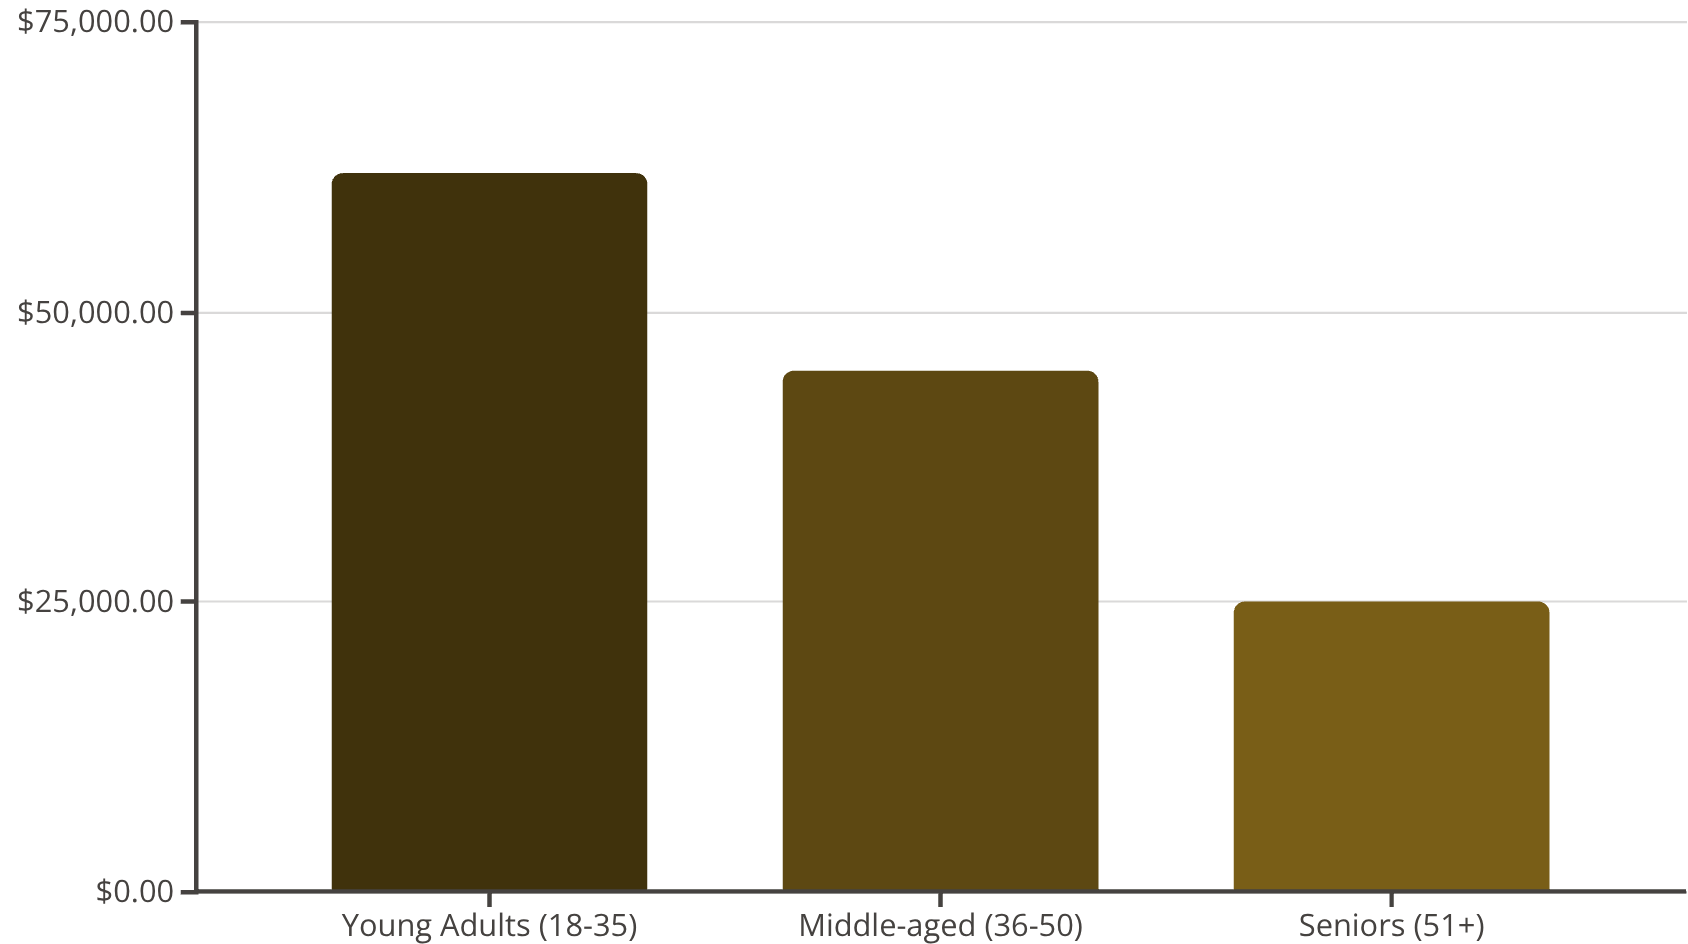 $75,000.00
$50,000.00
$25,000.00
$0.00
Young Adults (18-35)
Middle-aged (36-50)
Seniors (51+)